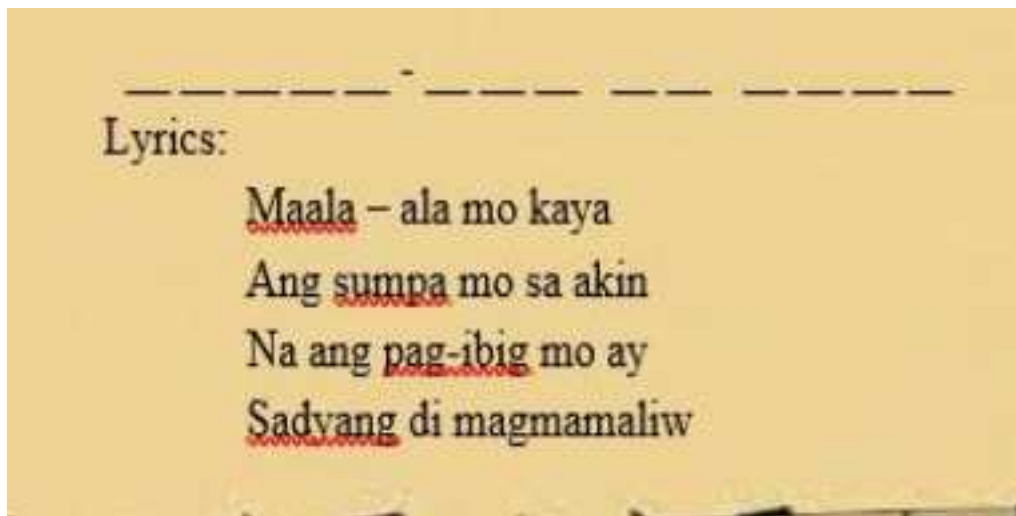 _ _ _ _ _ - _ _ _  _ _  _ _ _ _
Lyrics:
Maala – ala mo kaya
Ang sumpa mo sa akin
Na ang pag-ibig mo ay
Sadyang di magmamaliw